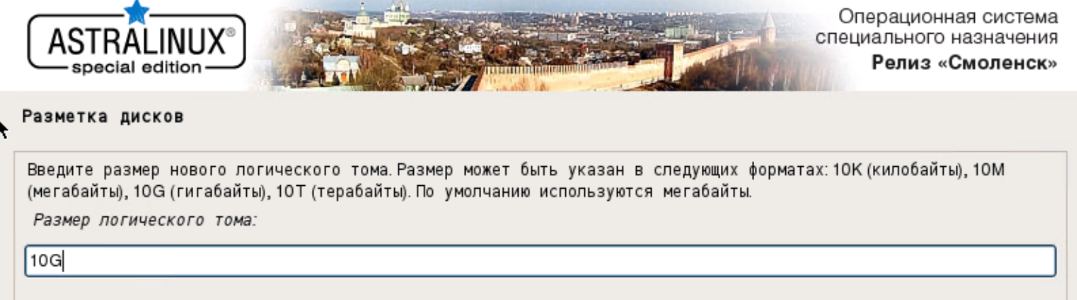 ASTRALINUX®
special edition
Операционная система
специального назначения
Релиз «Смоленск»
Разметка дисков
Введите размер нового логического тома. Размер может быть указан в следующих форматах: 10K (килобайты), 10M
(мегабайты), 10G (гигабайты), 10T (терабайты). По умолчанию используются мегабайты.
Размер логического тома:
10G